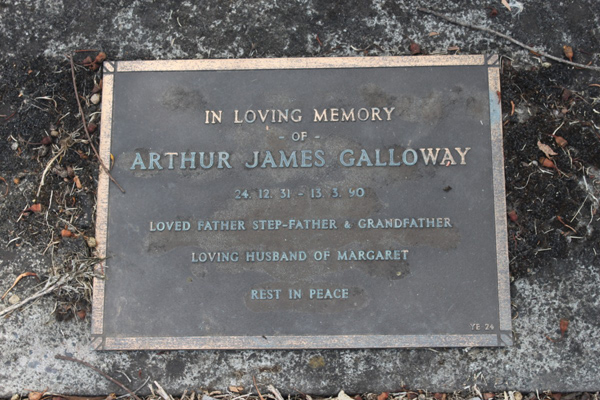 IN LOVING MEMORY
- OF -
ARTHUR JAMES GALLOWAY
24. 12. 31 - 13. 3. 90
LOVED FATHER STEP-FATHER & GRANDFATHER
LOVING HUSBAND OF MARGARET
REST IN PEACE
YE 24